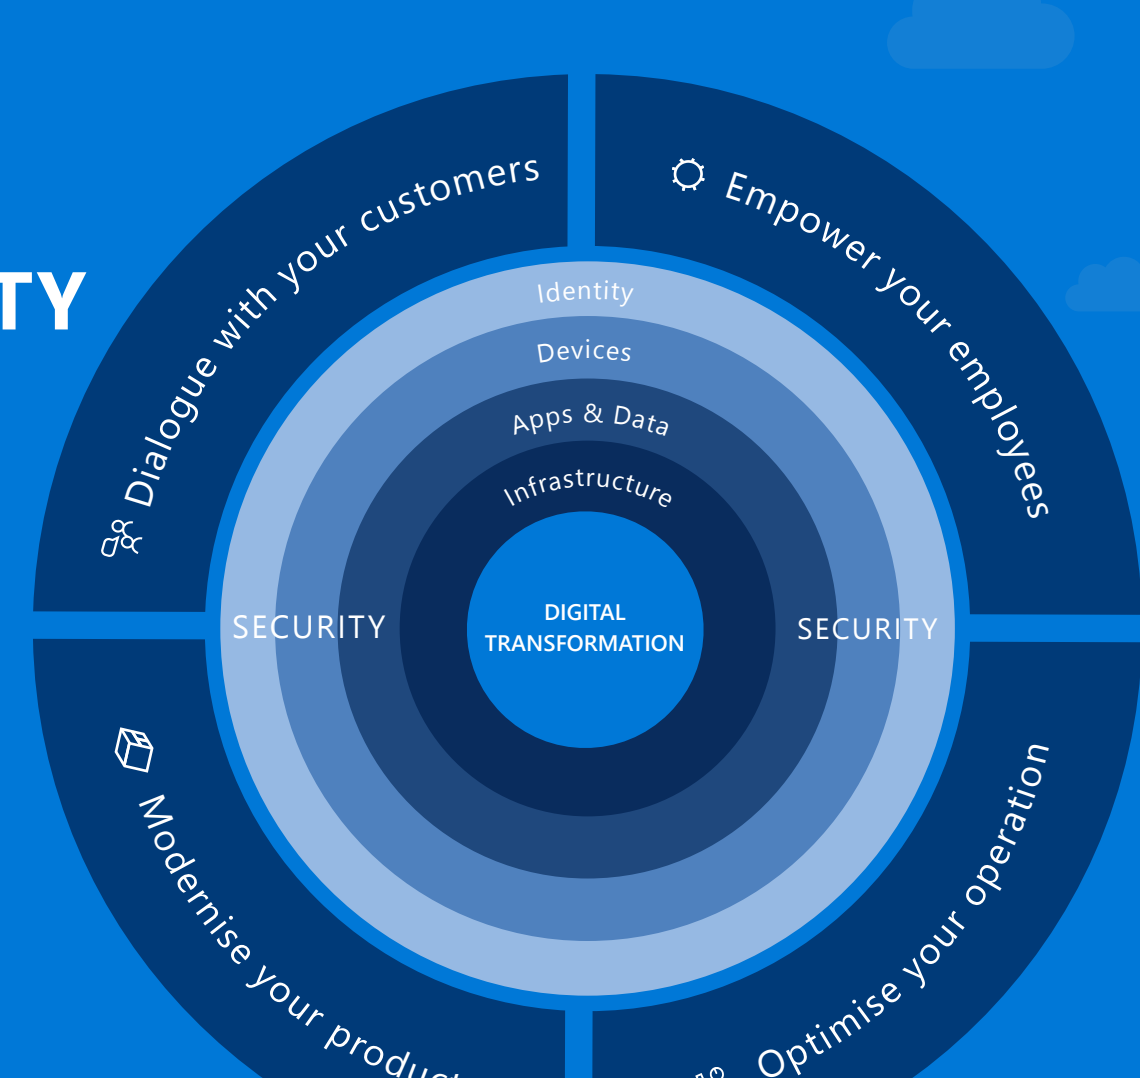 TY
Dialogue with your customers
Empower your employees
Identity
Devices
Apps & Data
Infrastructure
SECURITY
DIGITAL
TRANSFORMATION
SECURITY
Modernise your product
Optimise your operation